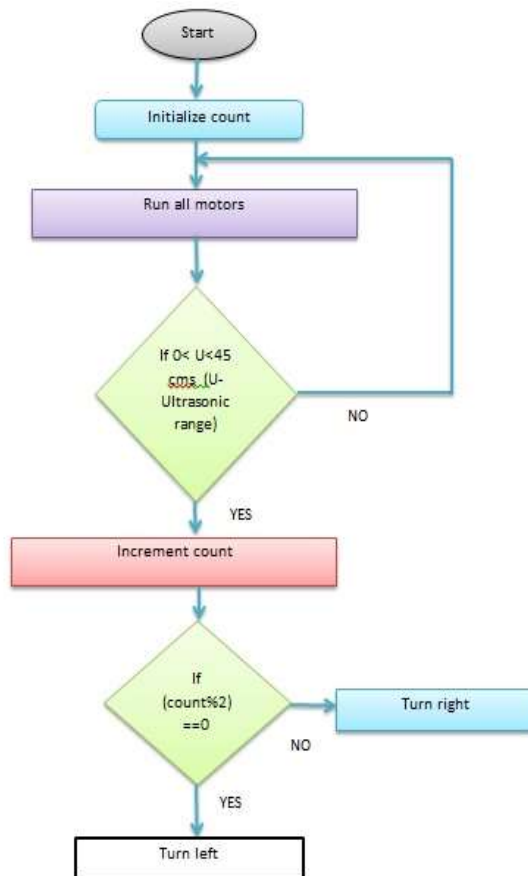 Start
Initialize count
Run all motors
If 0< U<45
cms (U-
Ultrasonic
range)
NO
YES
Increment count
If
(count%2)
==0
Turn right
NO
YES
Turn left